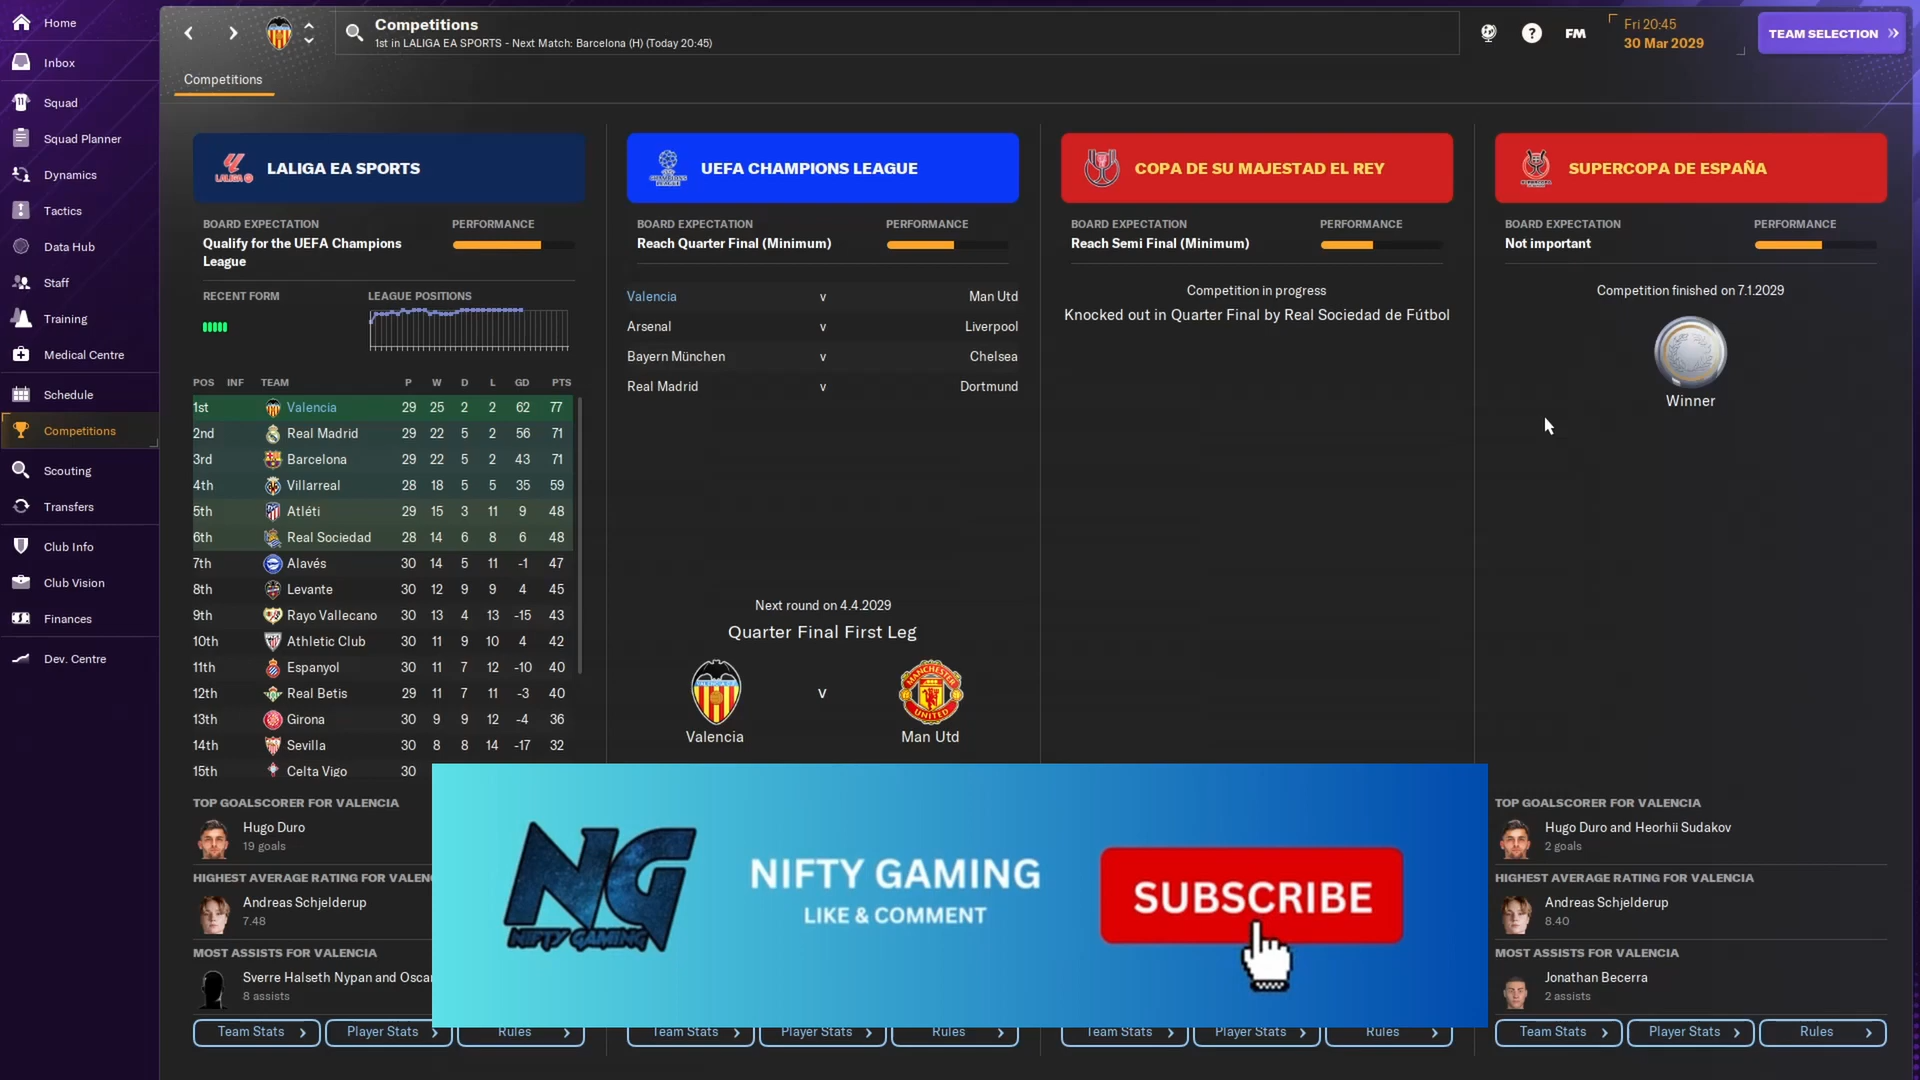 Home
Inbox
Squad
Squad Planner
Dynamics
Tactics
Data Hub
Staff
Training
Medical Centre
Schedule
Competitions
Scouting
Transfers
Club Info
Club Vision
Finances
Dev. Centre
Competitions
1st in LALIGA EA SPORTS - Next Match: Barcelona (H) (Today 20:45)
?
FM
Fri 20:45
30 Mar 2029
TEAM SELECTION
Competitions
LALIGA EA SPORTS
BOARD EXPECTATION PERFORMANCE
Qualify for the UEFA Champions
League
RECENT FORM LEAGUE POSITIONS
POS INF TEAM P W D L GD PTS
1st Valencia 29 25 2 2 62 77
2nd Real Madrid 29 22 5 2 56 71
3rd Barcelona 29 22 5 2 43 71
4th Villarreal 28 18 5 5 35 59
5th Atléti 29 15 3 11 9 48
6th Real Sociedad 28 14 6 8 6 48
7th Alavés 30 14 5 11 -1 47
8th Levante 30 12 9 9 4 45
9th Rayo Vallecano 30 13 4 13 -15 43
10th Athletic Club 30 11 9 10 4 42
11th Espanyol 30 11 7 12 -10 40
12th Real Betis 29 11 7 11 -3 40
13th Girona 30 9 9 12 -4 36
14th Sevilla 30 8 8 14 -17 32
15th Celta Vigo 30
TOP GOALSCORER FOR VALENCIA
Hugo Duro
19 goals
HIGHEST AVERAGE RATING FOR VALEN
Andreas Schjelderup
7.48
MOST ASSISTS FOR VALENCIA
Sverre Halseth Nypan and Oscar
8 assists
Team Stats Player Stats Rules
UEFA CHAMPIONS LEAGUE
BOARD EXPECTATION PERFORMANCE
Reach Quarter Final (Minimum)
Valencia v Man Utd
Arsenal v Liverpool
Bayern München v Chelsea
Real Madrid v Dortmund
Next round on 4.4.2029
Quarter Final First Leg
v
Valencia Man Utd
Team Stats Player Stats Rules
COPA DE SU MAJESTAD EL REY
BOARD EXPECTATION PERFORMANCE
Reach Semi Final (Minimum)
Competition in progress
Knocked out in Quarter Final by Real Sociedad de Fútbol
Team Stats Player Stats Rules
SUPERCOPA DE ESPAÑA
BOARD EXPECTATION PERFORMANCE
Not important
Competition finished on 7.1.2029
Winner
TOP GOALSCORER FOR VALENCIA
Hugo Duro and Heorhii Sudakov
2 goals
HIGHEST AVERAGE RATING FOR VALENCIA
Andreas Schjelderup
8.40
MOST ASSISTS FOR VALENCIA
Jonathan Becerra
2 assists
Team Stats Player Stats Rules
NG
NIFTY GAMING
NIFTY GAMING
LIKE & COMMENT
SUBSCRIBE